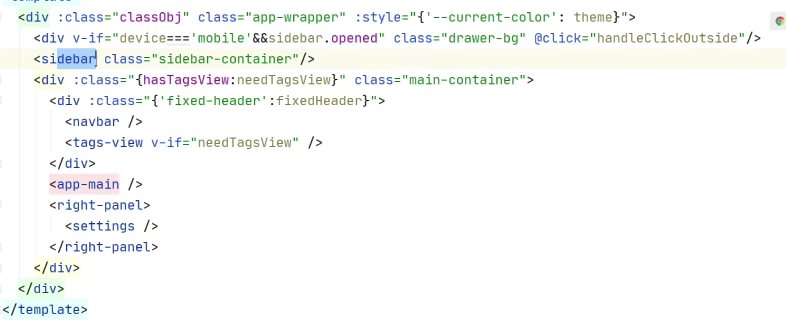 <div :class="classObj" class="app-wrapper" :style="{'--current-color': theme}">
<div v-if="device==='mobile'&&sidebar.opened" class="drawer-bg" @click="handleClickOutside"/>
<sidebar class="sidebar-container"/>
<div :class="{hasTagsView:needTagsView}" class="main-container">
<div :class="{'fixed-header':fixedHeader}">
<navbar />
<tags-view v-if="needTagsView" />
</div>
<app-main />
<right-panel>
<settings />
</right-panel>
</div>
</div>
</template>